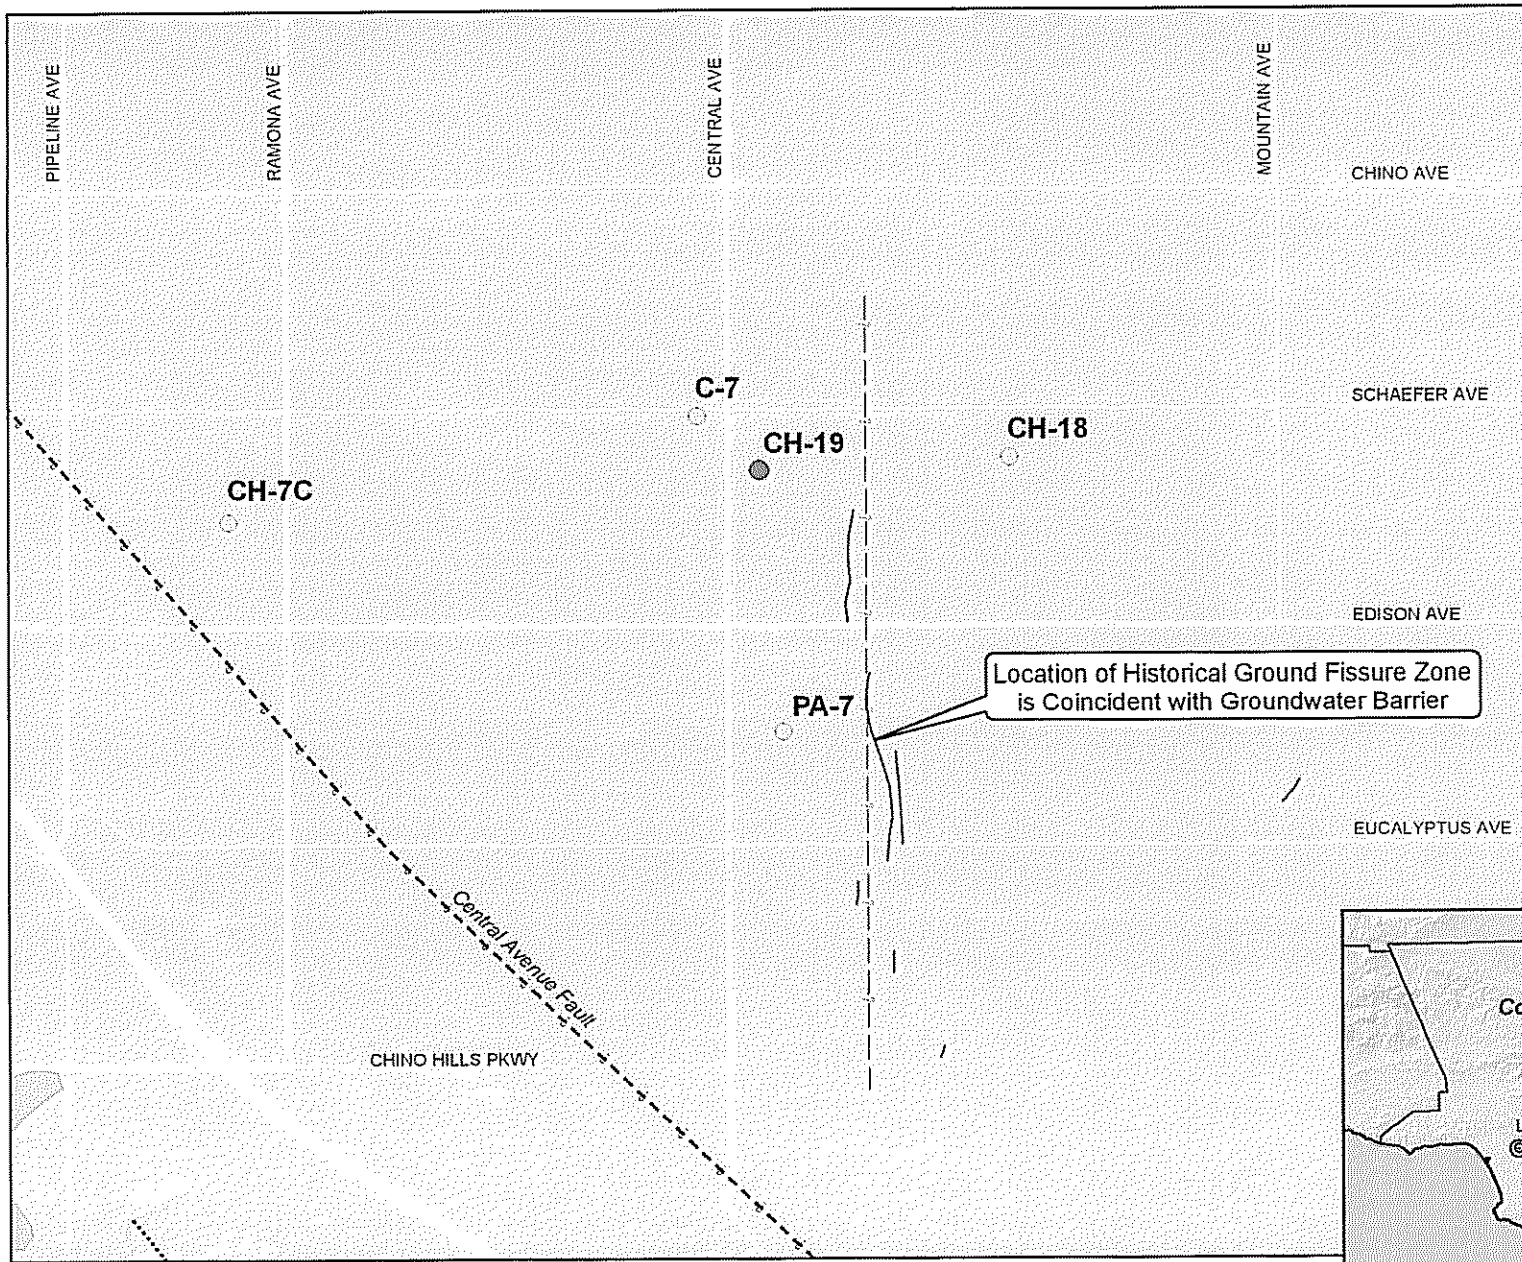 PIPELINE AVE
RAMONA AVE
CENTRAL AVE
MOUNTAIN AVE
CHINO AVE
C-7
SCHAEFER AVE
CH-19
CH-18
CH-7C
EDISON AVE
Location of Historical Ground Fissure Zone
is Coincident with Groundwater Barrier
PA-7
EUCALYPTUS AVE
Central Avenue Fault
CHINO HILLS PKWY